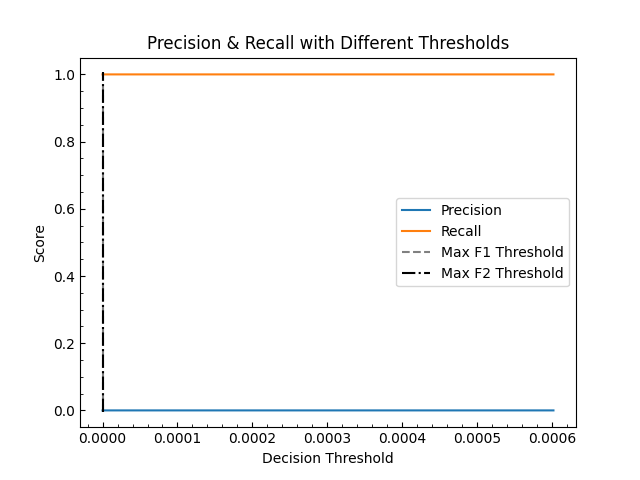 Precision & Recall with Different Thresholds
1.0
0.8
0.6
0.4
0.2
0.0
Score
Precision
Recall
Max F1 Threshold
Max F2 Threshold
0.0000 0.0001 0.0002 0.0003 0.0004 0.0005 0.0006
Decision Threshold